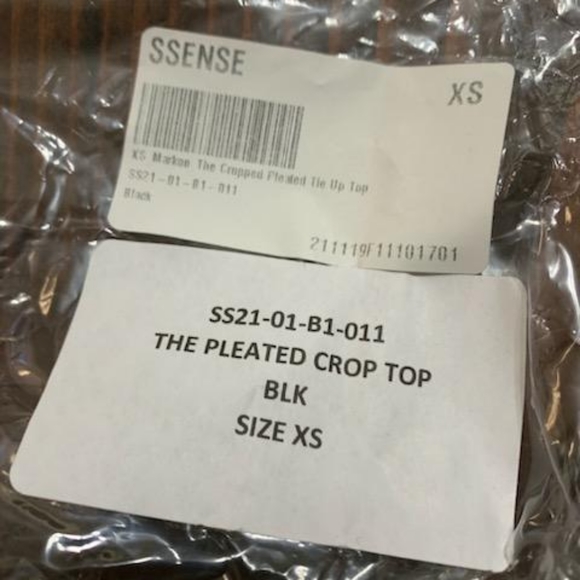 SSENSE
XS
XS Markoo The Cropped Pleated Tie Up Top
SS21-01-B1-011
Black
211119F11101701
SS21-01-B1-011
THE PLEATED CROP TOP
BLK
SIZE XS